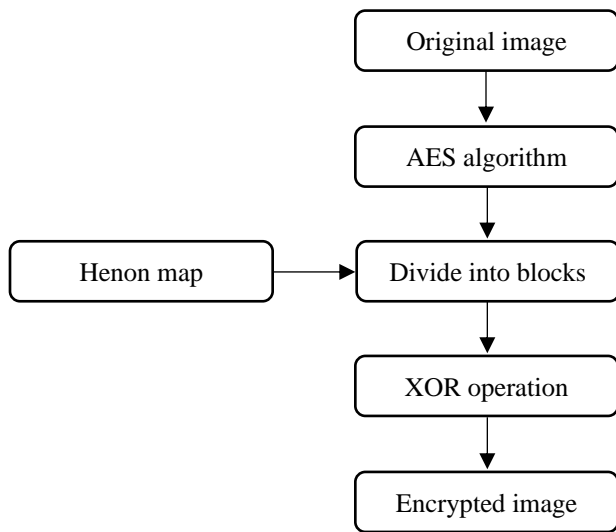 Original image
AES algorithm
Henon map
Divide into blocks
XOR operation
Encrypted image